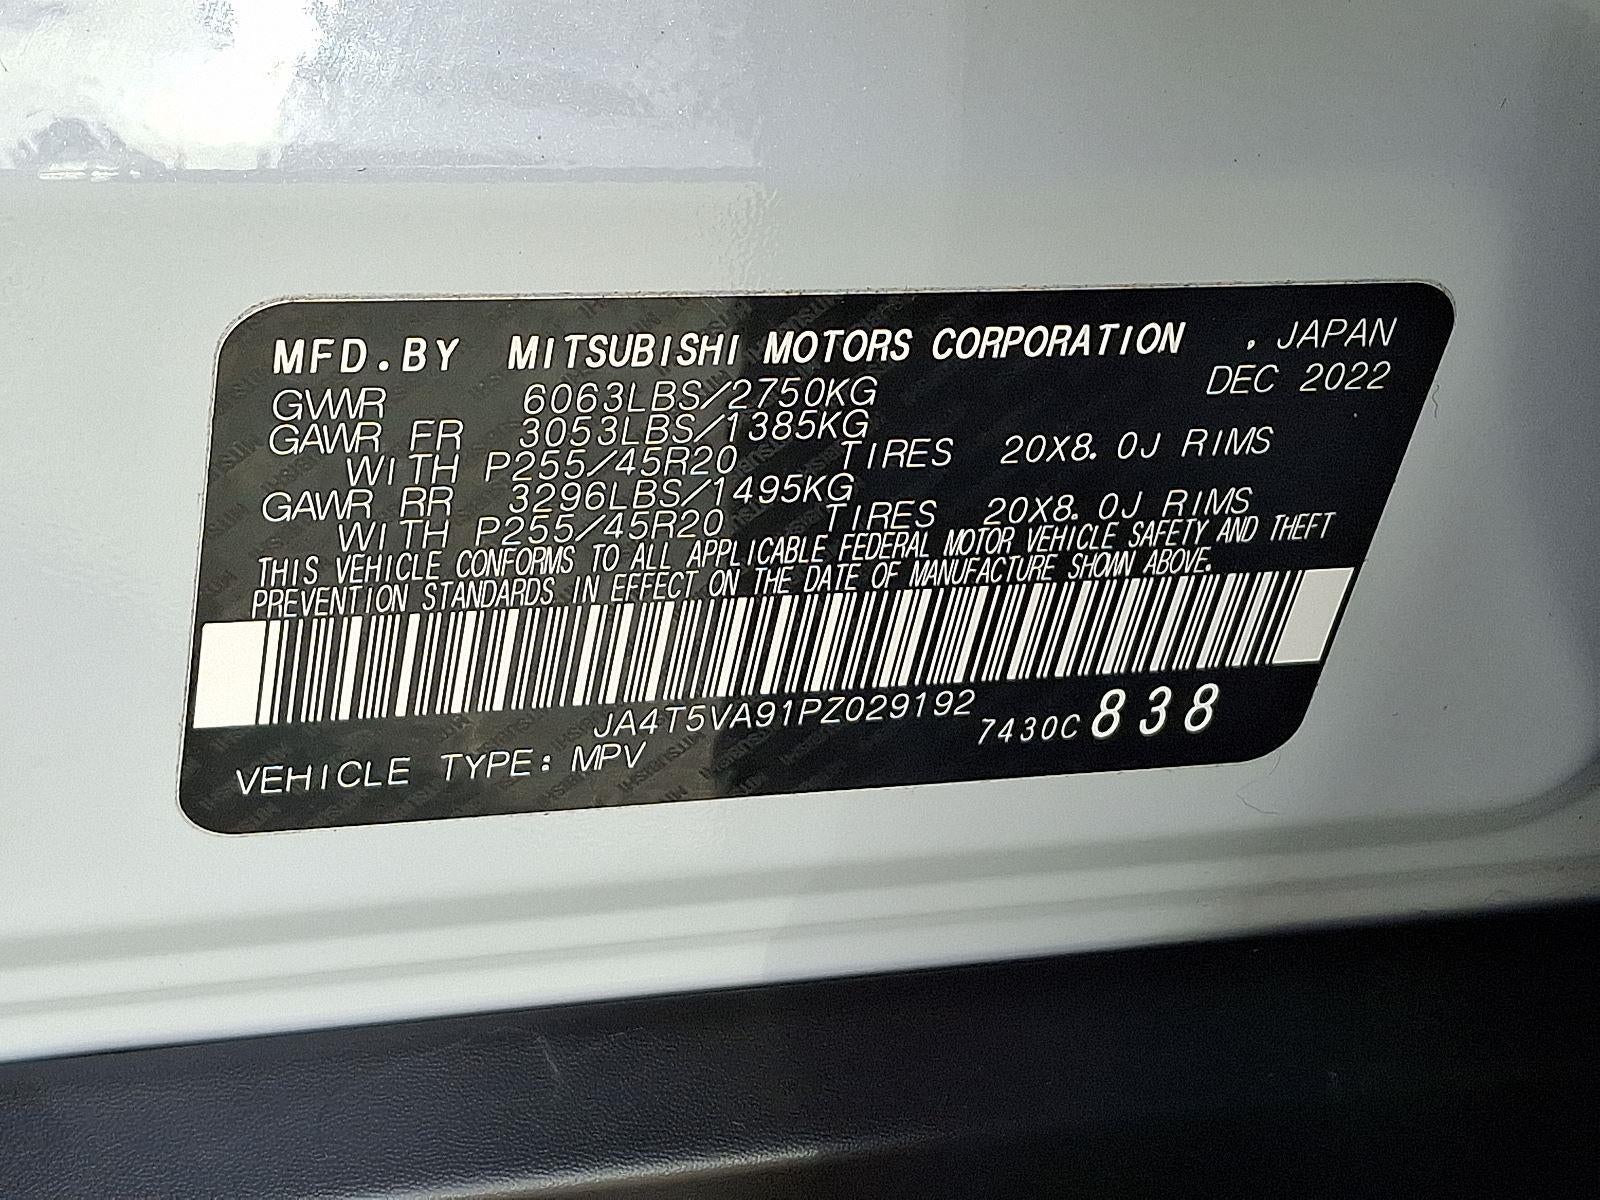 MFD.BY MITSUBISHI MOTORS CORPORATION , JAPAN
GVWR 6063LBS/2750KG DEC 2022
GAWR FR 3053LBS/1385KG
WITH P255/45R20 TIRES 20X8.0J RIMS
GAWR RR 3296LBS/1495KG
WITH P255/45R20 TIRES 20X8.0J RIMS
THIS VEHICLE CONFORMS TO ALL APPLICABLE FEDERAL MOTOR VEHICLE SAFETY AND THEFT
PREVENTION STANDARDS IN EFFECT ON THE DATE OF MANUFACTURE SHOWN ABOVE.
JA4T5VA91PZ029192 7430C 838
VEHICLE TYPE: MPV